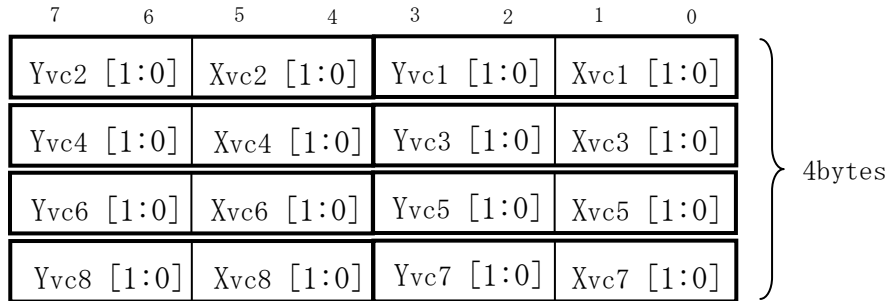 7 6 5 4 3 2 1 0
Yvc2 [1:0] Xvc2 [1:0] Yvc1 [1:0] Xvc1 [1:0]
Yvc4 [1:0] Xvc4 [1:0] Yvc3 [1:0] Xvc3 [1:0]
4bytes
Yvc6 [1:0] Xvc6 [1:0] Yvc5 [1:0] Xvc5 [1:0]
Yvc8 [1:0] Xvc8 [1:0] Yvc7 [1:0] Xvc7 [1:0]